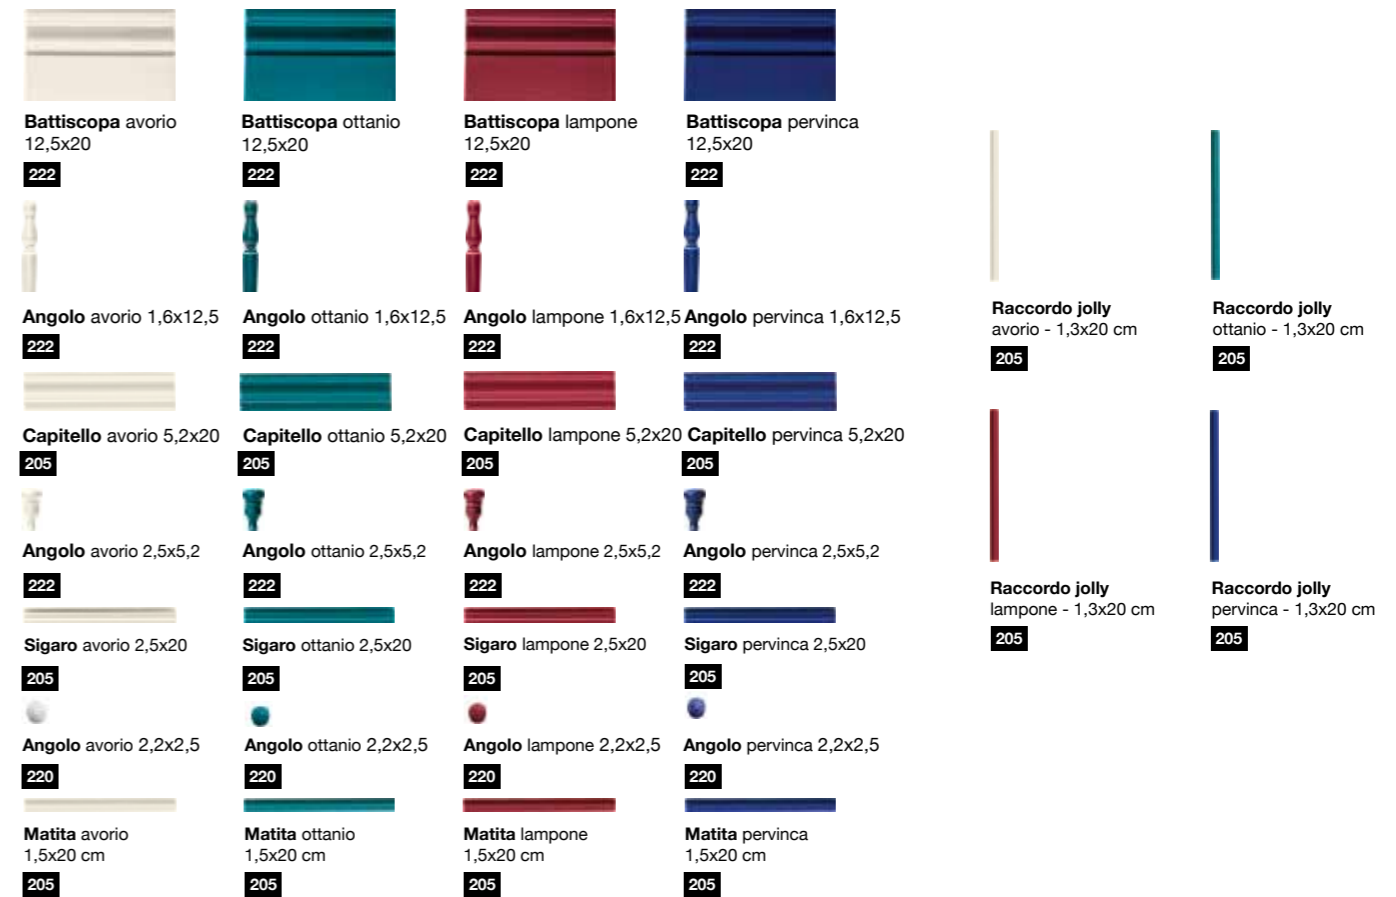 Battiscopa avorio
12,5x20
222
Battiscopa ottanio
12,5x20
222
Battiscopa lampone
12,5x20
222
Battiscopa pervinca
12,5x20
222
Angolo avorio 1,6x12,5
222
Angolo ottanio 1,6x12,5
222
Angolo lampone 1,6x12,5
222
Angolo pervinca 1,6x12,5
222
Capitello avorio 5,2x20
205
Capitello ottanio 5,2x20
205
Capitello lampone 5,2x20
205
Capitello pervinca 5,2x20
205
Angolo avorio 2,5x5,2
222
Angolo ottanio 2,5x5,2
222
Angolo lampone 2,5x5,2
222
Angolo pervinca 2,5x5,2
222
Sigaro avorio 2,5x20
205
Sigaro ottanio 2,5x20
205
Sigaro lampone 2,5x20
205
Sigaro pervinca 2,5x20
205
Angolo avorio 2,2x2,5
220
Angolo ottanio 2,2x2,5
220
Angolo lampone 2,2x2,5
220
Angolo pervinca 2,2x2,5
220
Matita avorio
1,5x20 cm
205
Matita ottanio
1,5x20 cm
205
Matita lampone
1,5x20 cm
205
Matita pervinca
1,5x20 cm
205
Raccordo jolly
avorio - 1,3x20 cm
205
Raccordo jolly
ottanio - 1,3x20 cm
205
Raccordo jolly
lampone - 1,3x20 cm
205
Raccordo jolly
pervinca - 1,3x20 cm
205